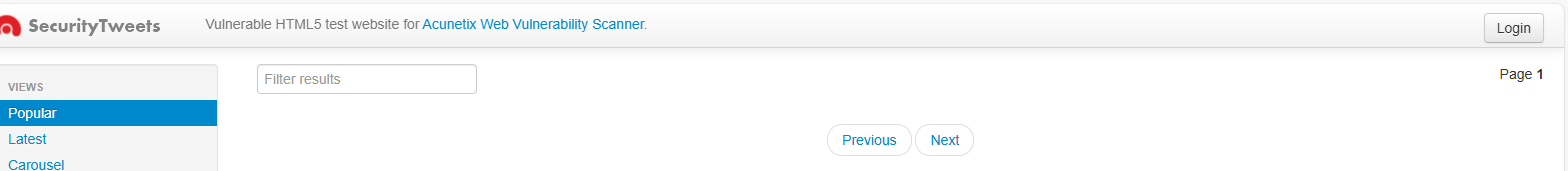 SecurityTweets
Vulnerable HTML5 test website for Acunetix Web Vulnerability Scanner.
Login
VIEWS
Popular
Latest
Carousel
Filter results
Page 1
Previous
Next